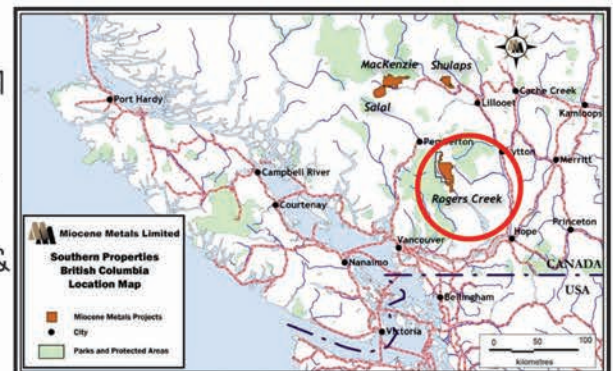 &
MacKenzie
Shulaps
Salal
Port Hardy
Cache Creek
Lillooet
Kamloops
Pemberton
Lytton
Merritt
Rogers Creek
Campbell River
Courtenay
Princeton
Hope
Vancouver
Nanaimo
CANADA
USA
Bellingham
Victoria
Miocene Metals Limited
Southern Properties
British Columbia
Location Map
Miocene Metals Projects
City
Parks and Protected Areas
0 50 100
kilometres